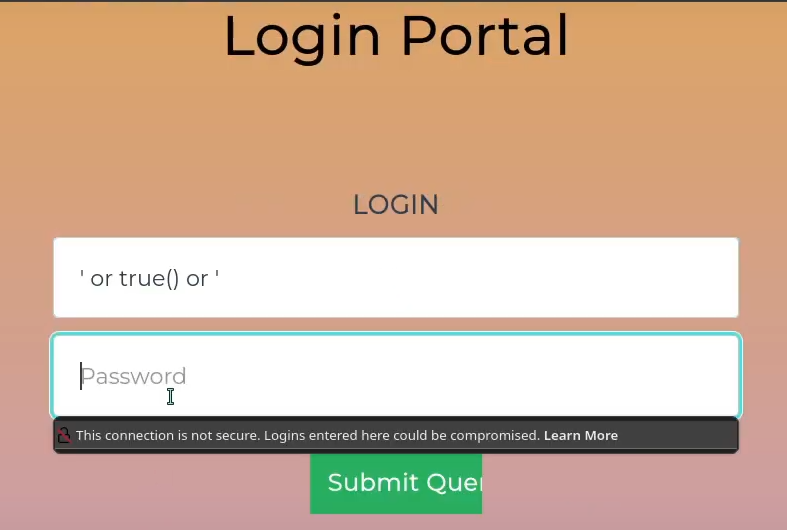 Login Portal
LOGIN
' or true() or '
Password
This connection is not secure. Logins entered here could be compromised. Learn More
Submit Quer